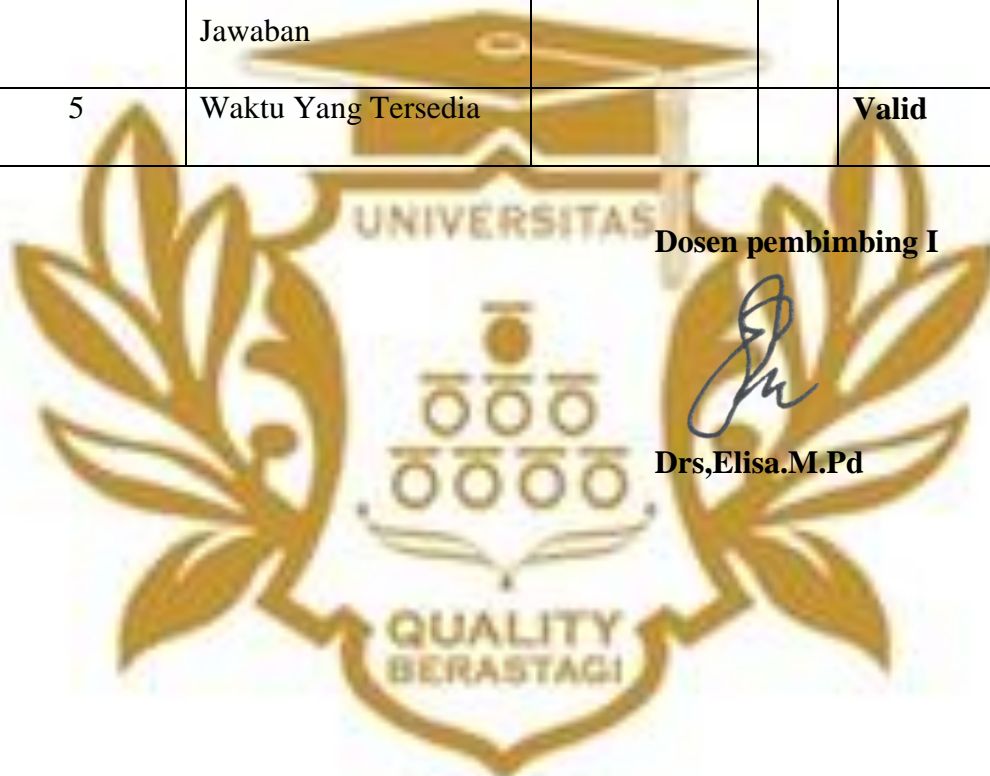 Jawaban
5 Waktu Yang Tersedia Valid
UNIVERSITAS
Dosen pembimbing I
Drs,Elisa.M.Pd
QUALITY
BERASTAGI